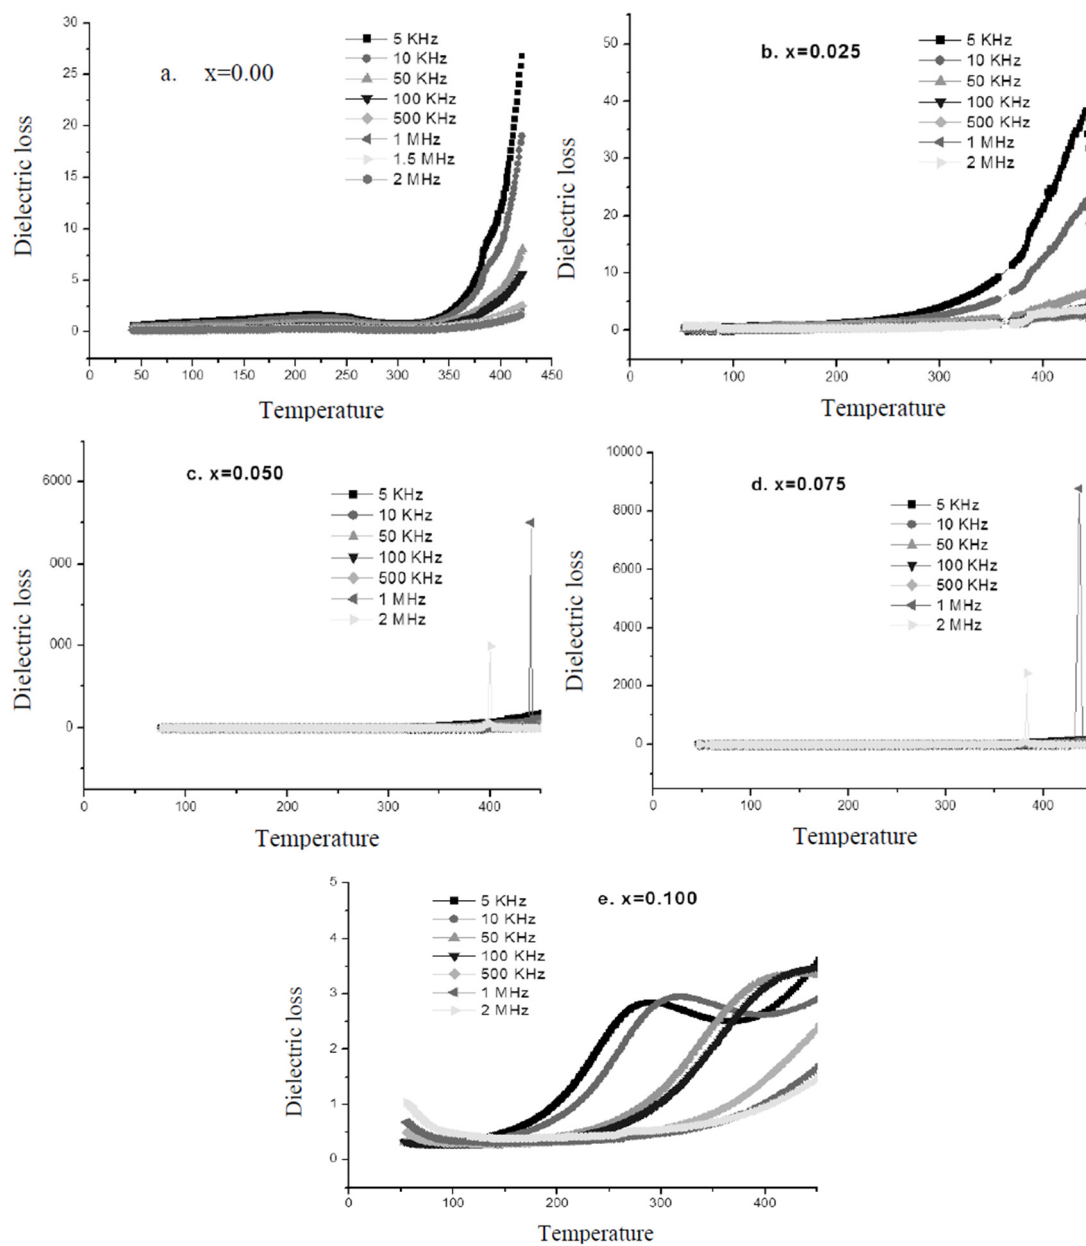 a. x=0.00
Dielectric loss
30
25
20
15
10
5
0
5 KHz
10 KHz
50 KHz
100 KHz
500 KHz
1 MHz
1.5 MHz
2 MHz
0 50 100 150 200 250 300 350 400 450
Temperature
b. x=0.025
Dielectric loss
50
40
30
20
10
0
5 KHz
10 KHz
50 KHz
100 KHz
500 KHz
1 MHz
2 MHz
0 100 200 300 400
Temperature
c. x=0.050
Dielectric loss
6000
000
000
0
5 KHz
10 KHz
50 KHz
100 KHz
500 KHz
1 MHz
2 MHz
0 100 200 300 400
Temperature
d. x=0.075
Dielectric loss
10000
8000
6000
4000
2000
0
5 KHz
10 KHz
50 KHz
100 KHz
500 KHz
1 MHz
2 MHz
0 100 200 300 400
Temperature
e. x=0.100
Dielectric loss
5
4
3
2
1
0
5 KHz
10 KHz
50 KHz
100 KHz
500 KHz
1 MHz
2 MHz
0 100 200 300 400
Temperature